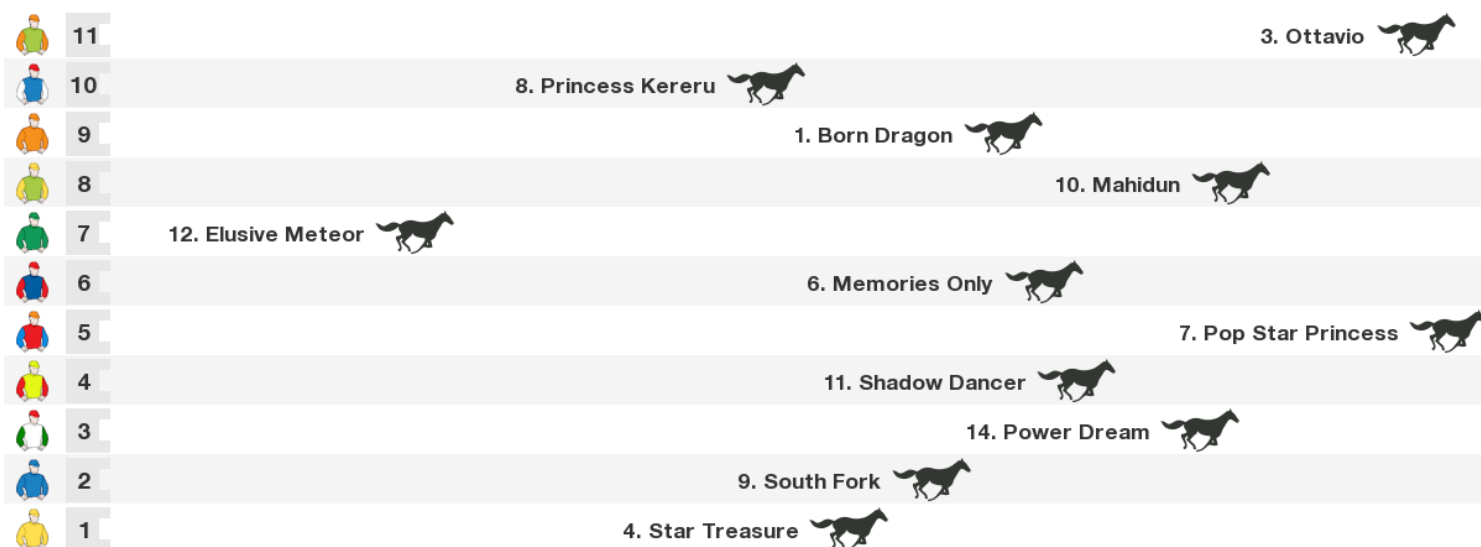 11 3. Ottavio
10 8. Princess Kereru
9 1. Born Dragon
8 10. Mahidun
7 12. Elusive Meteor
6 6. Memories Only
5 7. Pop Star Princess
4 11. Shadow Dancer
3 14. Power Dream
2 9. South Fork
1 4. Star Treasure